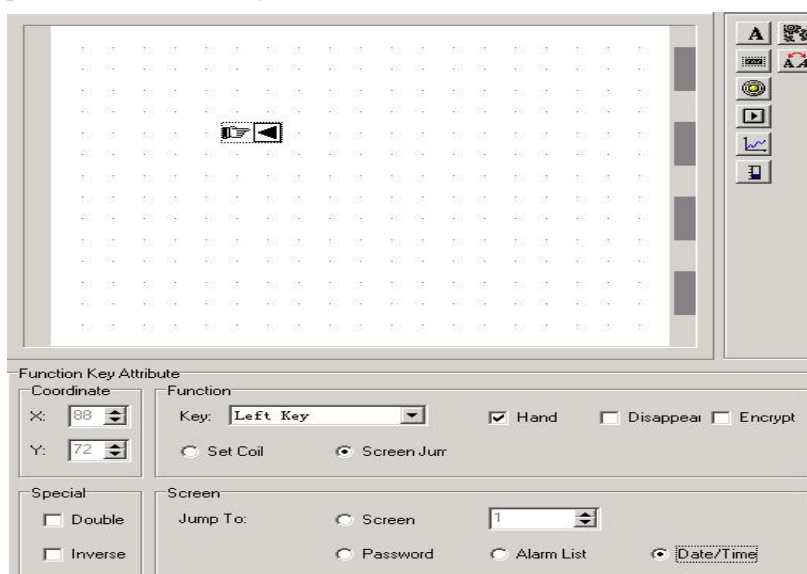 A
A A
Function Key Attribute
Coordinate
Function
X: 88
Key: Left Key
Hand
Disappear
Encrypt
Y: 72
Set Coil
Screen Jum
Special
Screen
Double
Jump To:
Screen
1
Inverse
Password
Alarm List
Date/Time